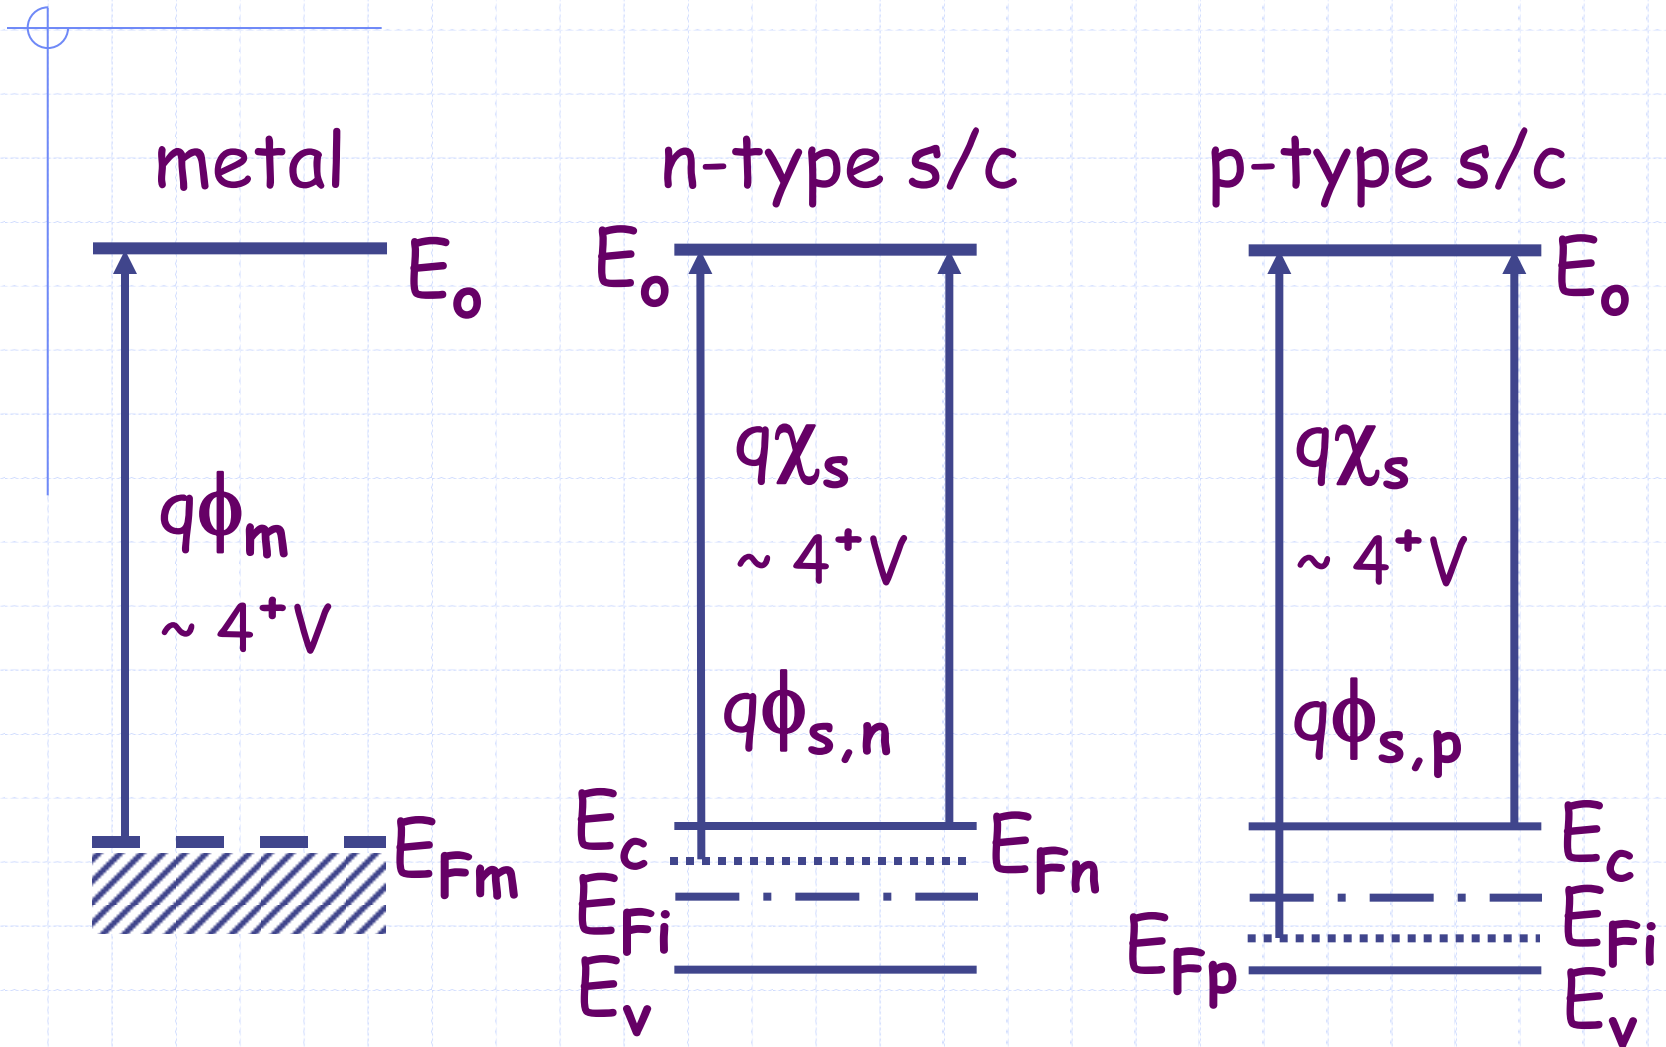 metal
n-type s/c
p-type s/c
Eo
Eo
Eo
qϕm
~ 4+V
qχs
~ 4+V
qϕs,n
qχs
~ 4+V
qϕs,p
EFm
Ec
EFn
EFi
Ev
Ec
EFi
EFp
Ev